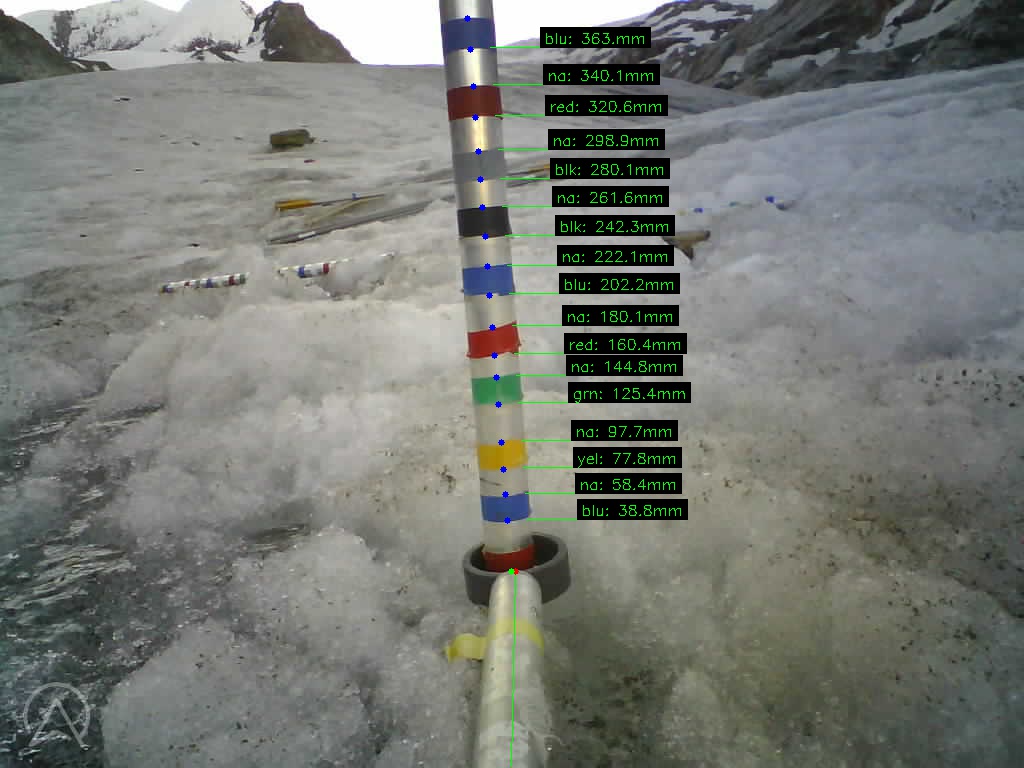 blu: 363.mm
na: 340.1mm
red: 320.6mm
na: 298.9mm
blk: 280.1mm
na: 261.6mm
blk: 242.3mm
na: 222.1mm
blu: 202.2mm
na: 180.1mm
red: 160.4mm
na: 144.8mm
grn: 125.4mm
na: 97.7mm
yel: 77.8mm
na: 58.4mm
blu: 38.8mm